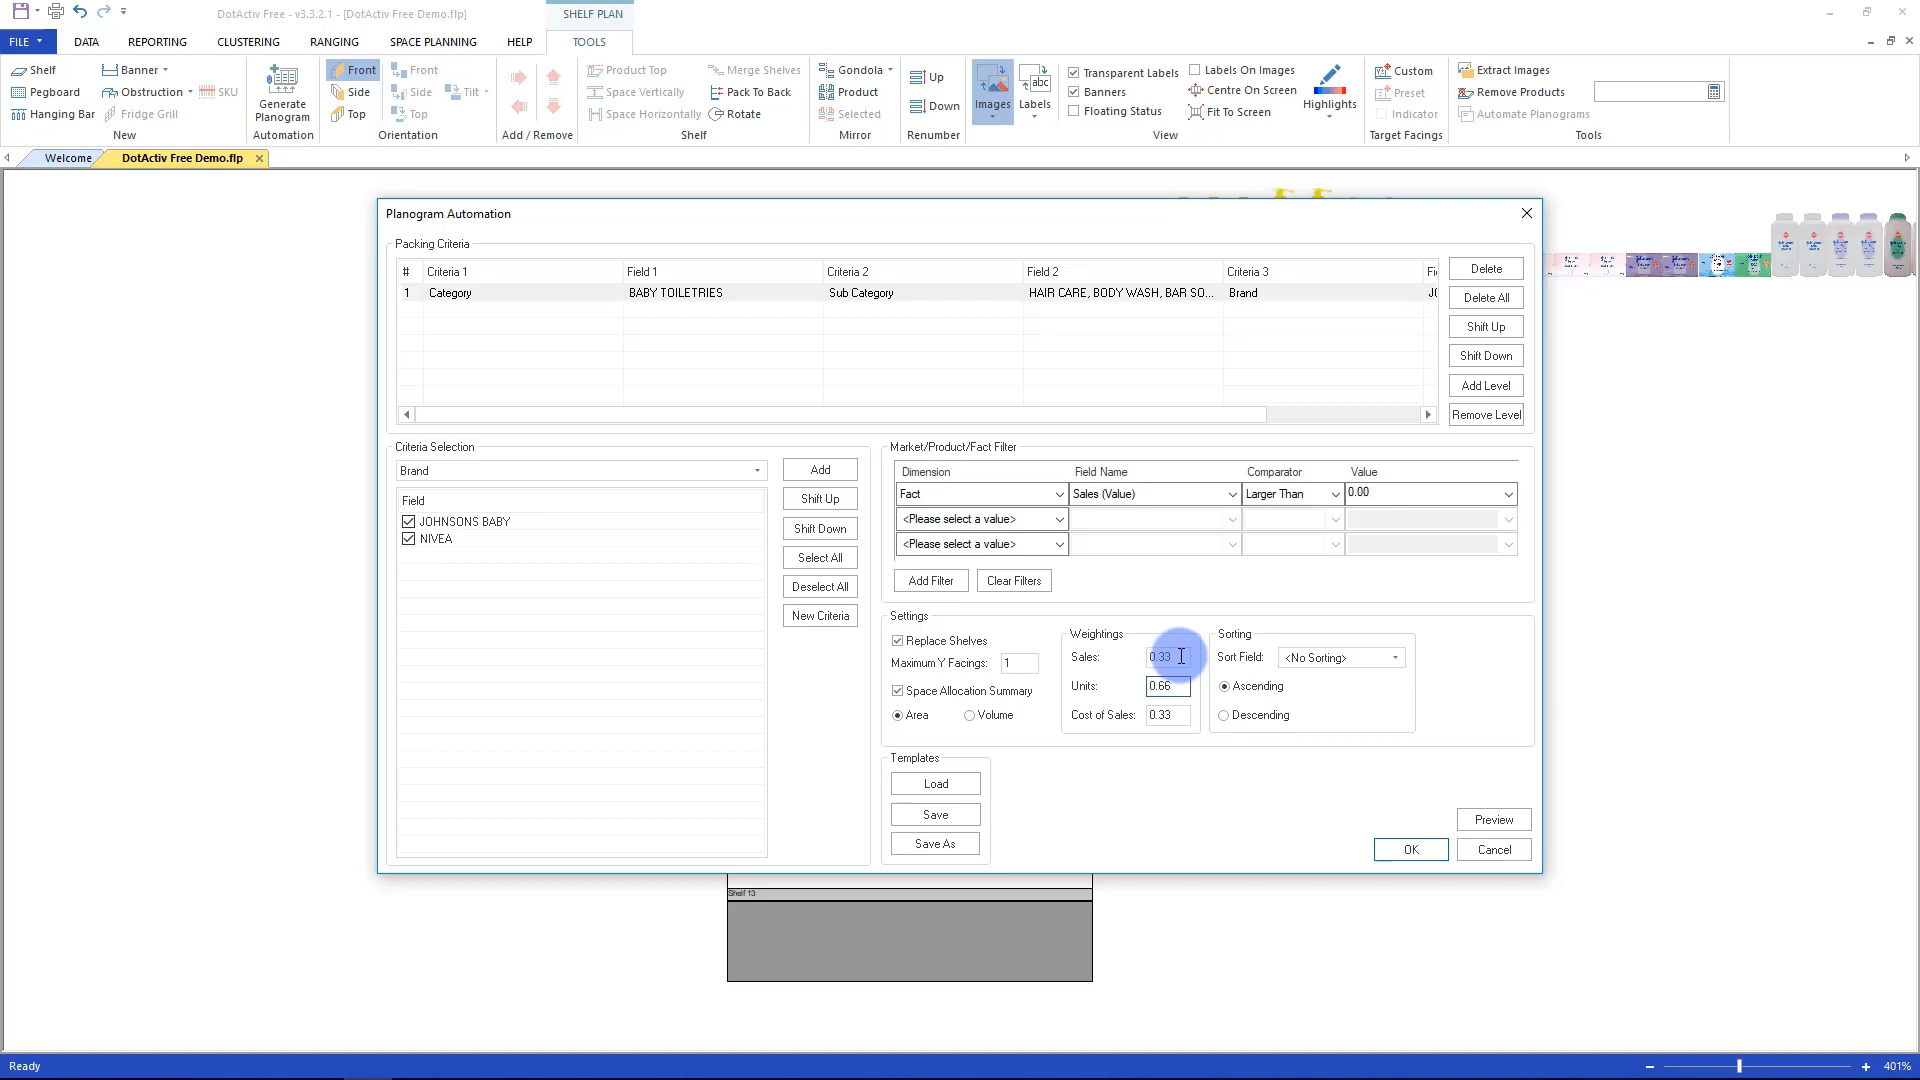 DotActiv Free - v3.3.2.1 - [DotActiv Free Demo.flp]
SHELF PLAN
FILE DATA REPORTING CLUSTERING RANGING SPACE PLANNING HELP TOOLS
Shelf Banner Front Front Product Top Merge Shelves Gondola Up Transparent Labels Labels On Images Custom Extract Images
Pegboard Obstruction SKU Side Side Tilt Space Vertically Pack To Back Product Banners Centre On Screen Preset Remove Products
Hanging Bar Fridge Grill Generate Planogram Top Top Space Horizontally Rotate Selected Down Images Labels Floating Status Fit To Screen Highlights Indicator Automate Planograms
New Automation Orientation Add / Remove Shelf Mirror Renumber View Target Facings Tools
Welcome DotActiv Free Demo.flp
Planogram Automation
Packing Criteria
# Criteria 1 Field 1 Criteria 2 Field 2 Criteria 3
1 Category BABY TOILETRIES Sub Category HAIR CARE, BODY WASH, BAR SO... Brand
Delete
Delete All
Shift Up
Shift Down
Add Level
Remove Level
Criteria Selection
Brand
Field
JOHNSONS BABY
NIVEA
Add
Shift Up
Shift Down
Select All
Deselect All
New Criteria
Market/Product/Fact Filter
Dimension Field Name Comparator Value
Fact Sales (Value) Larger Than 0.00
<Please select a value>
<Please select a value>
Add Filter Clear Filters
Settings
Replace Shelves
Maximum Y Facings: 1
Space Allocation Summary
Area Volume
Weightings
Sales: 0.33
Units: 0.66
Cost of Sales: 0.33
Sorting
Sort Field: <No Sorting>
Ascending
Descending
Templates
Load
Save
Save As
Preview
OK Cancel
Shelf 13
Ready 401%